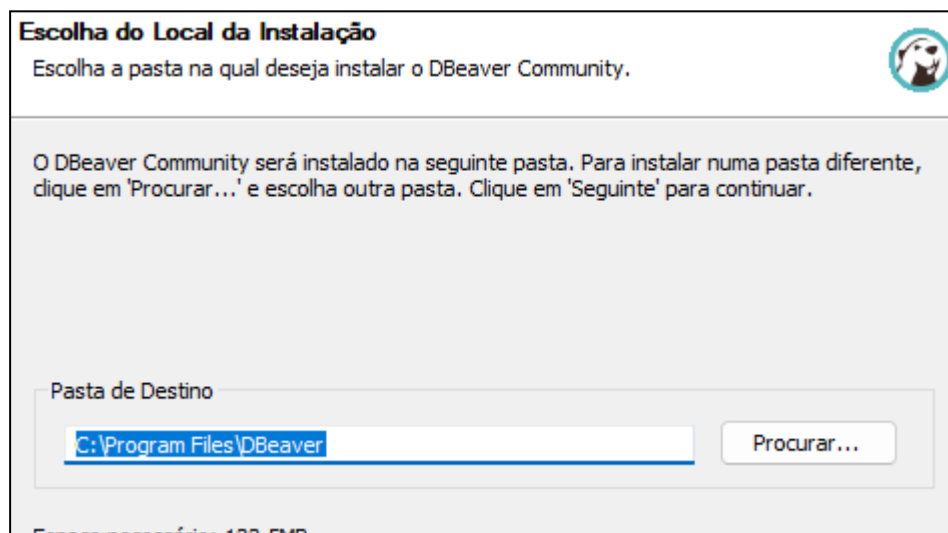 Escolha do Local da Instalação
Escolha a pasta na qual deseja instalar o DBeaver Community.
O DBeaver Community será instalado na seguinte pasta. Para instalar numa pasta diferente,
clique em 'Procurar...' e escolha outra pasta. Clique em 'Seguinte' para continuar.
Pasta de Destino
C:\Program Files\DBeaver
Procurar...